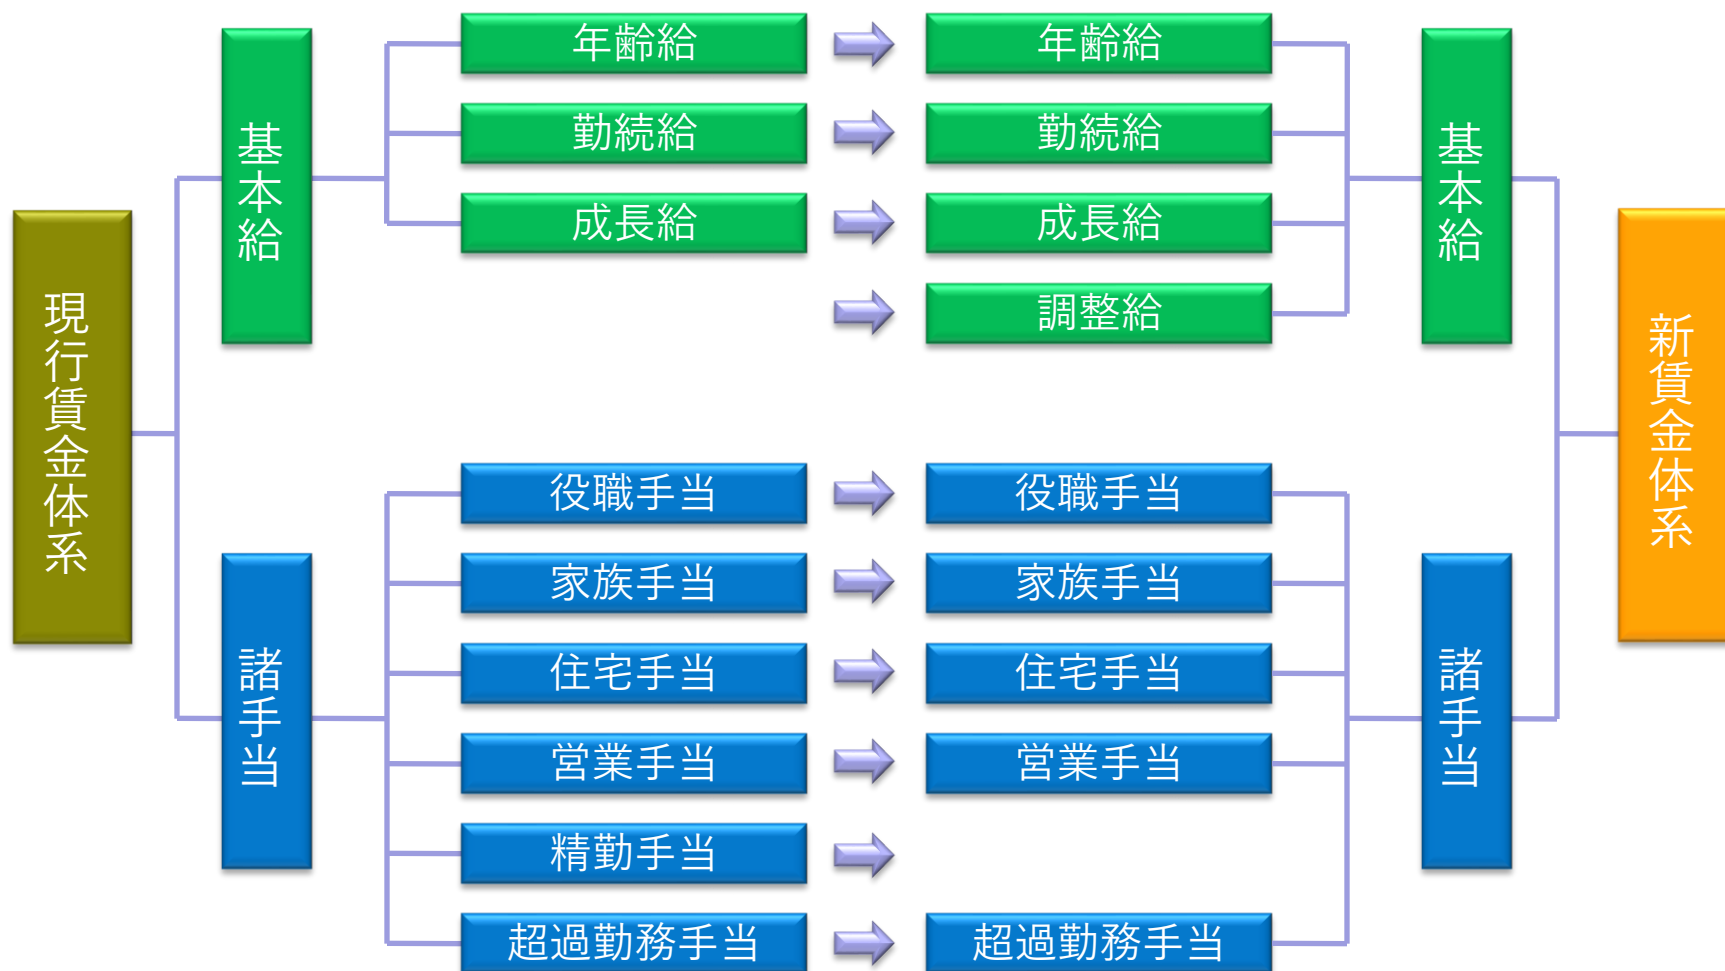 現行賃金体系
基本給
年齢給
勤続給
成長給
諸手当
役職手当
家族手当
住宅手当
営業手当
精勤手当
超過勤務手当
年齢給
勤続給
成長給
調整給
基本給
役職手当
家族手当
住宅手当
営業手当
超過勤務手当
諸手当
新賃金体系